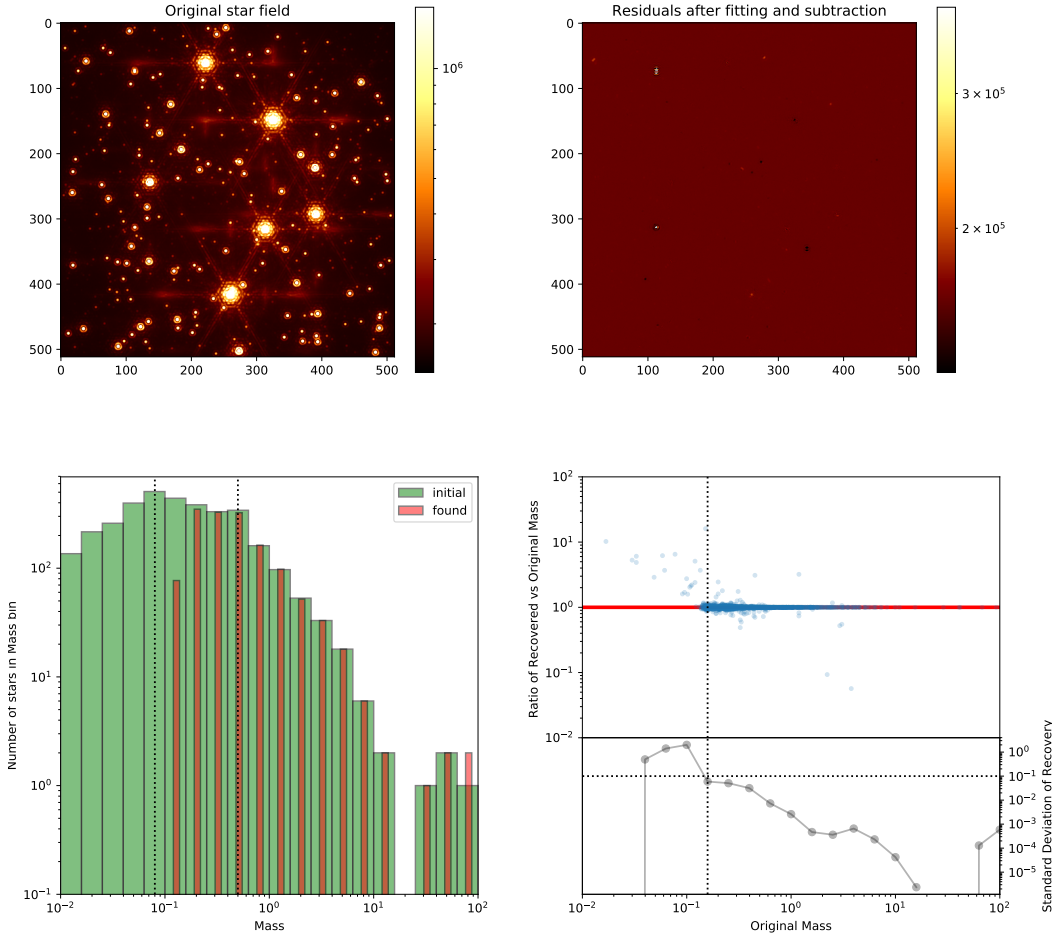 Original star field
0
100
200
300
400
500
0 100 200 300 400 500
10^6
Residuals after fitting and subtraction
0
100
200
300
400
500
0 100 200 300 400 500
3 × 10^5
2 × 10^5
Number of stars in Mass bin
10^2
10^1
10^0
10^−1
initial
found
10^−2 10^−1 10^0 10^1 10^2
Mass
Ratio of Recovered vs Original Mass
10^2
10^1
10^0
10^−1
10^−2
10^0
10^−1
10^−2
10^−3
10^−4
10^−5
Standard Deviation of Recovery
10^−2 10^−1 10^0 10^1 10^2
Original Mass